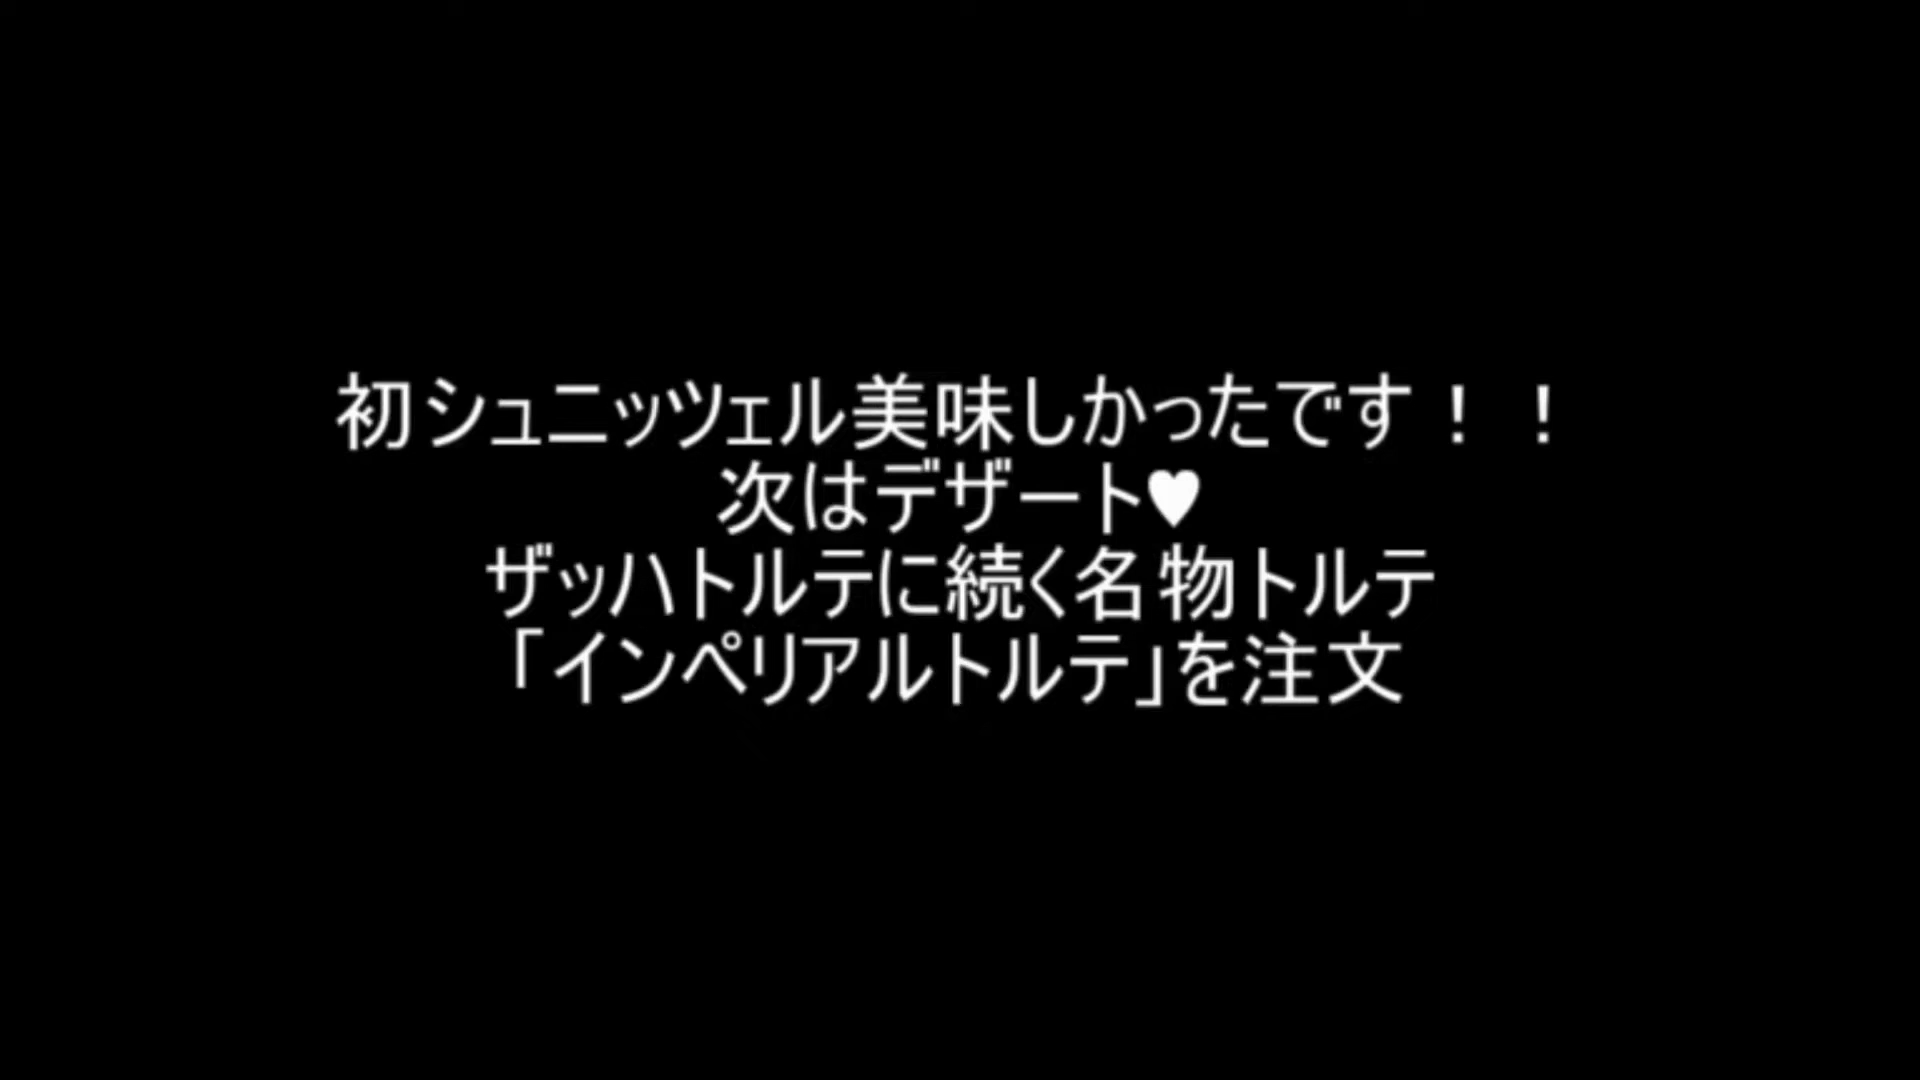 初シュニッツェル美味しかったです！！
次はデザート♥
ザッハトルテに続く名物トルテ
「インペリアルトルテ」を注文